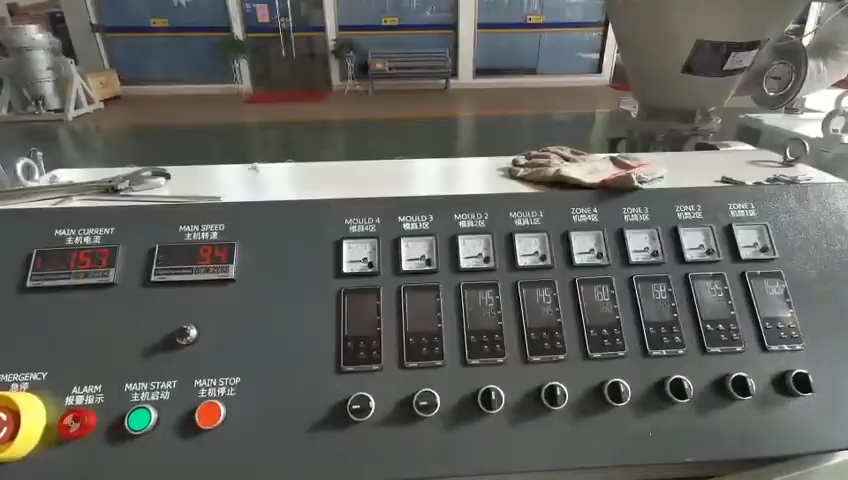 MAIN CURRENT
主机电流
MAIN SPEED
主机转速
157
94
MOULD 4
模具4区
MOULD 3
模具3区
MOULD 2
模具2区
MOULD 1
模具1区
ZONE 4
机筒4区
ZONE 3
机筒3区
ZONE 2
机筒2区
ZONE 1
机筒1区
145
145
145
145
160
EMERGENCY
急停
ALARM
报警指示
MAIN START
主机启动
MAIN STOP
主机停止